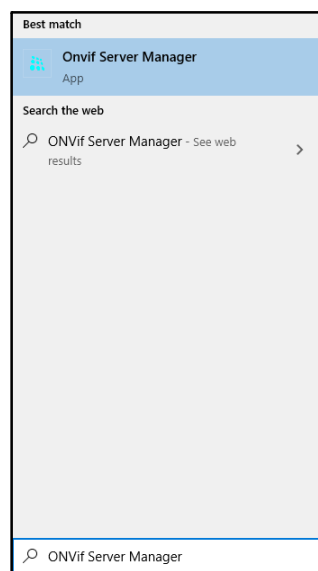 Best match
Onvif Server Manager
App
Search the web
ONVif Server Manager - See web
results
ONVif Server Manager